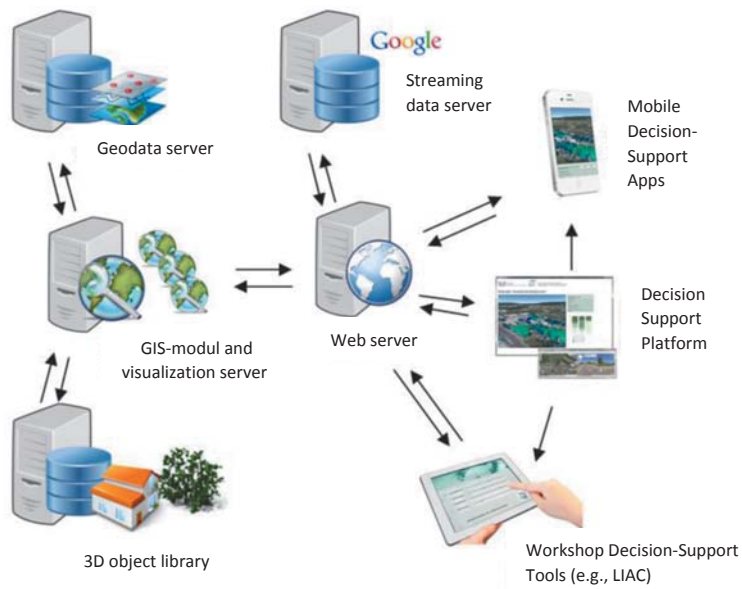 Google
Streaming
data server
Geodata server
Mobile
Decision-
Support
Apps
GIS-modul and
visualization server
Web server
Decision
Support
Platform
3D object library
Workshop Decision-Support
Tools (e.g., LIAC)